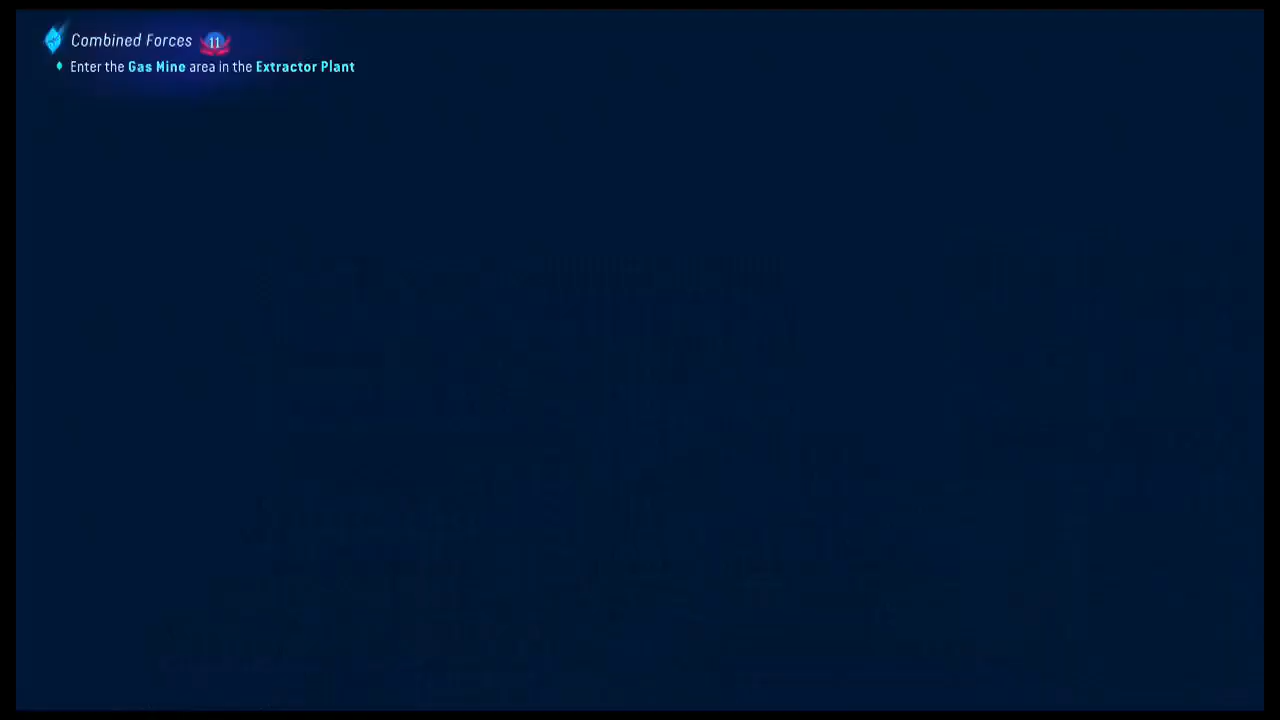 Combined Forces 11
Enter the Gas Mine area in the Extractor Plant